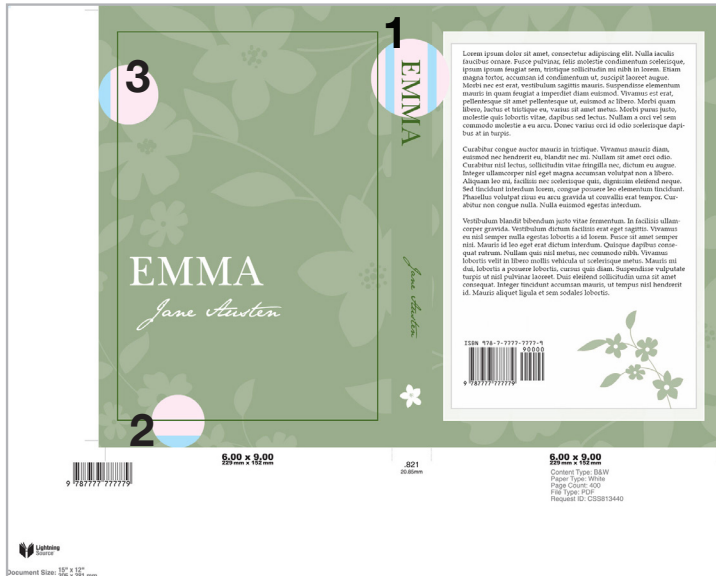 1
3
EMMA
Jane Austen
2
EMMA
Jane Austen
Lorem ipsum dolor sit amet, consectetur adipiscing elit. Nulla iaculis
faucibus ornare. Fusce pulvinar, felis molestie condimentum scelerisque,
ipsum ipsum feugiat sem, tristique sollicitudin mi nibh in lorem. Etiam
magna tortor, accumsan id condimentum ut, suscipit laoreet augue.
Morbi nec est erat, vestibulum sagittis mauris. Suspendisse elementum
mauris in quam feugiat a imperdiet diam euismod. Vivamus est erat,
pellentesque sit amet pellentesque ut, euismod ac libero. Morbi quam
libero, luctus et tristique eu, varius sit amet metus. Morbi purus justo,
molestie quis lobortis vitae, dapibus sed lectus. Nullam a orci vel sem
commodo molestie a eu arcu. Donec varius orci id odio scelerisque dapi-
bus at in turpis.
Curabitur congue auctor mauris in tristique. Vivamus mauris diam,
euismod nec hendrerit eu, blandit nec mi. Nullam sit amet orci odio.
Curabitur nisl lectus, sollicitudin vitae fringilla nec, dictum eu augue.
Integer ullamcorper nisl eget magna accumsan volutpat non a libero.
Aliquam leo mi, facilisis nec scelerisque quis, dignissim eleifend neque.
Sed tincidunt interdum lorem, congue posuere leo elementum tincidunt.
Phasellus volutpat risus eu arcu gravida ut convallis erat tempor. Cur-
abitur non congue nulla. Nulla euismod egestas interdum.
Vestibulum blandit bibendum justo vitae fermentum. In facilisis ullam-
corper gravida. Vestibulum dictum facilisis erat eget sagittis. Vivamus
eu nisl semper nulla egestas lobortis a id lorem. Fusce sit amet semper
nisi. Mauris id leo eget erat dictum interdum. Quisque dapibus conse-
quat rutrum. Nullam quis nisl metus, nec commodo nibh. Vivamus
lobortis velit in libero mollis vehicula ut scelerisque metus. Mauris mi
dui, lobortis a posuere lobortis, cursus quis diam. Suspendisse vulputate
turpis ut nisl pulvinar laoreet. Duis eleifend sollicitudin urna sit amet
consequat. Integer tincidunt accumsan mauris, ut tempus nisl hendrerit
id. Mauris aliquet ligula et sem sodales lobortis.
ISBN 978-7-7777-7777-9
90000
9 787777 777779
6.00 x 9.00
229 mm x 152 mm
.821
20.85mm
6.00 x 9.00
229 mm x 152 mm
Content Type: B&W
Paper Type: White
Page Count: 400
File Type: PDF
Request ID: CSS813440
9 787777 777779
Lightning
Source
Document Size: 15" x 12"